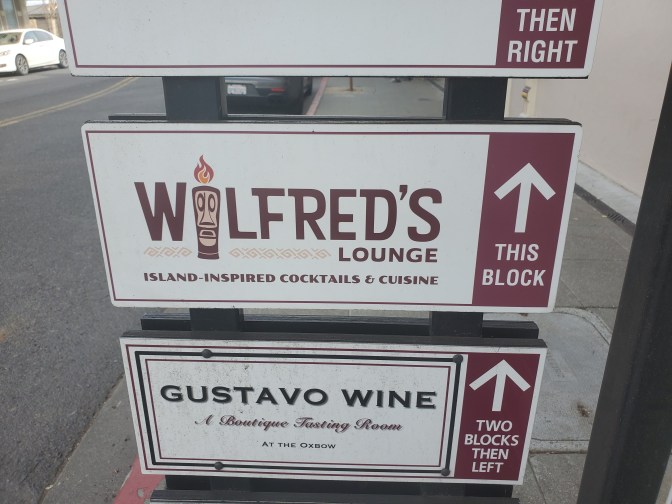 THEN
RIGHT
WILFRED'S
LOUNGE
ISLAND-INSPIRED COCKTAILS & CUISINE
THIS
BLOCK
GUSTAVO WINE
A Boutique Tasting Room
AT THE OXBOW
TWO
BLOCKS
THEN
LEFT